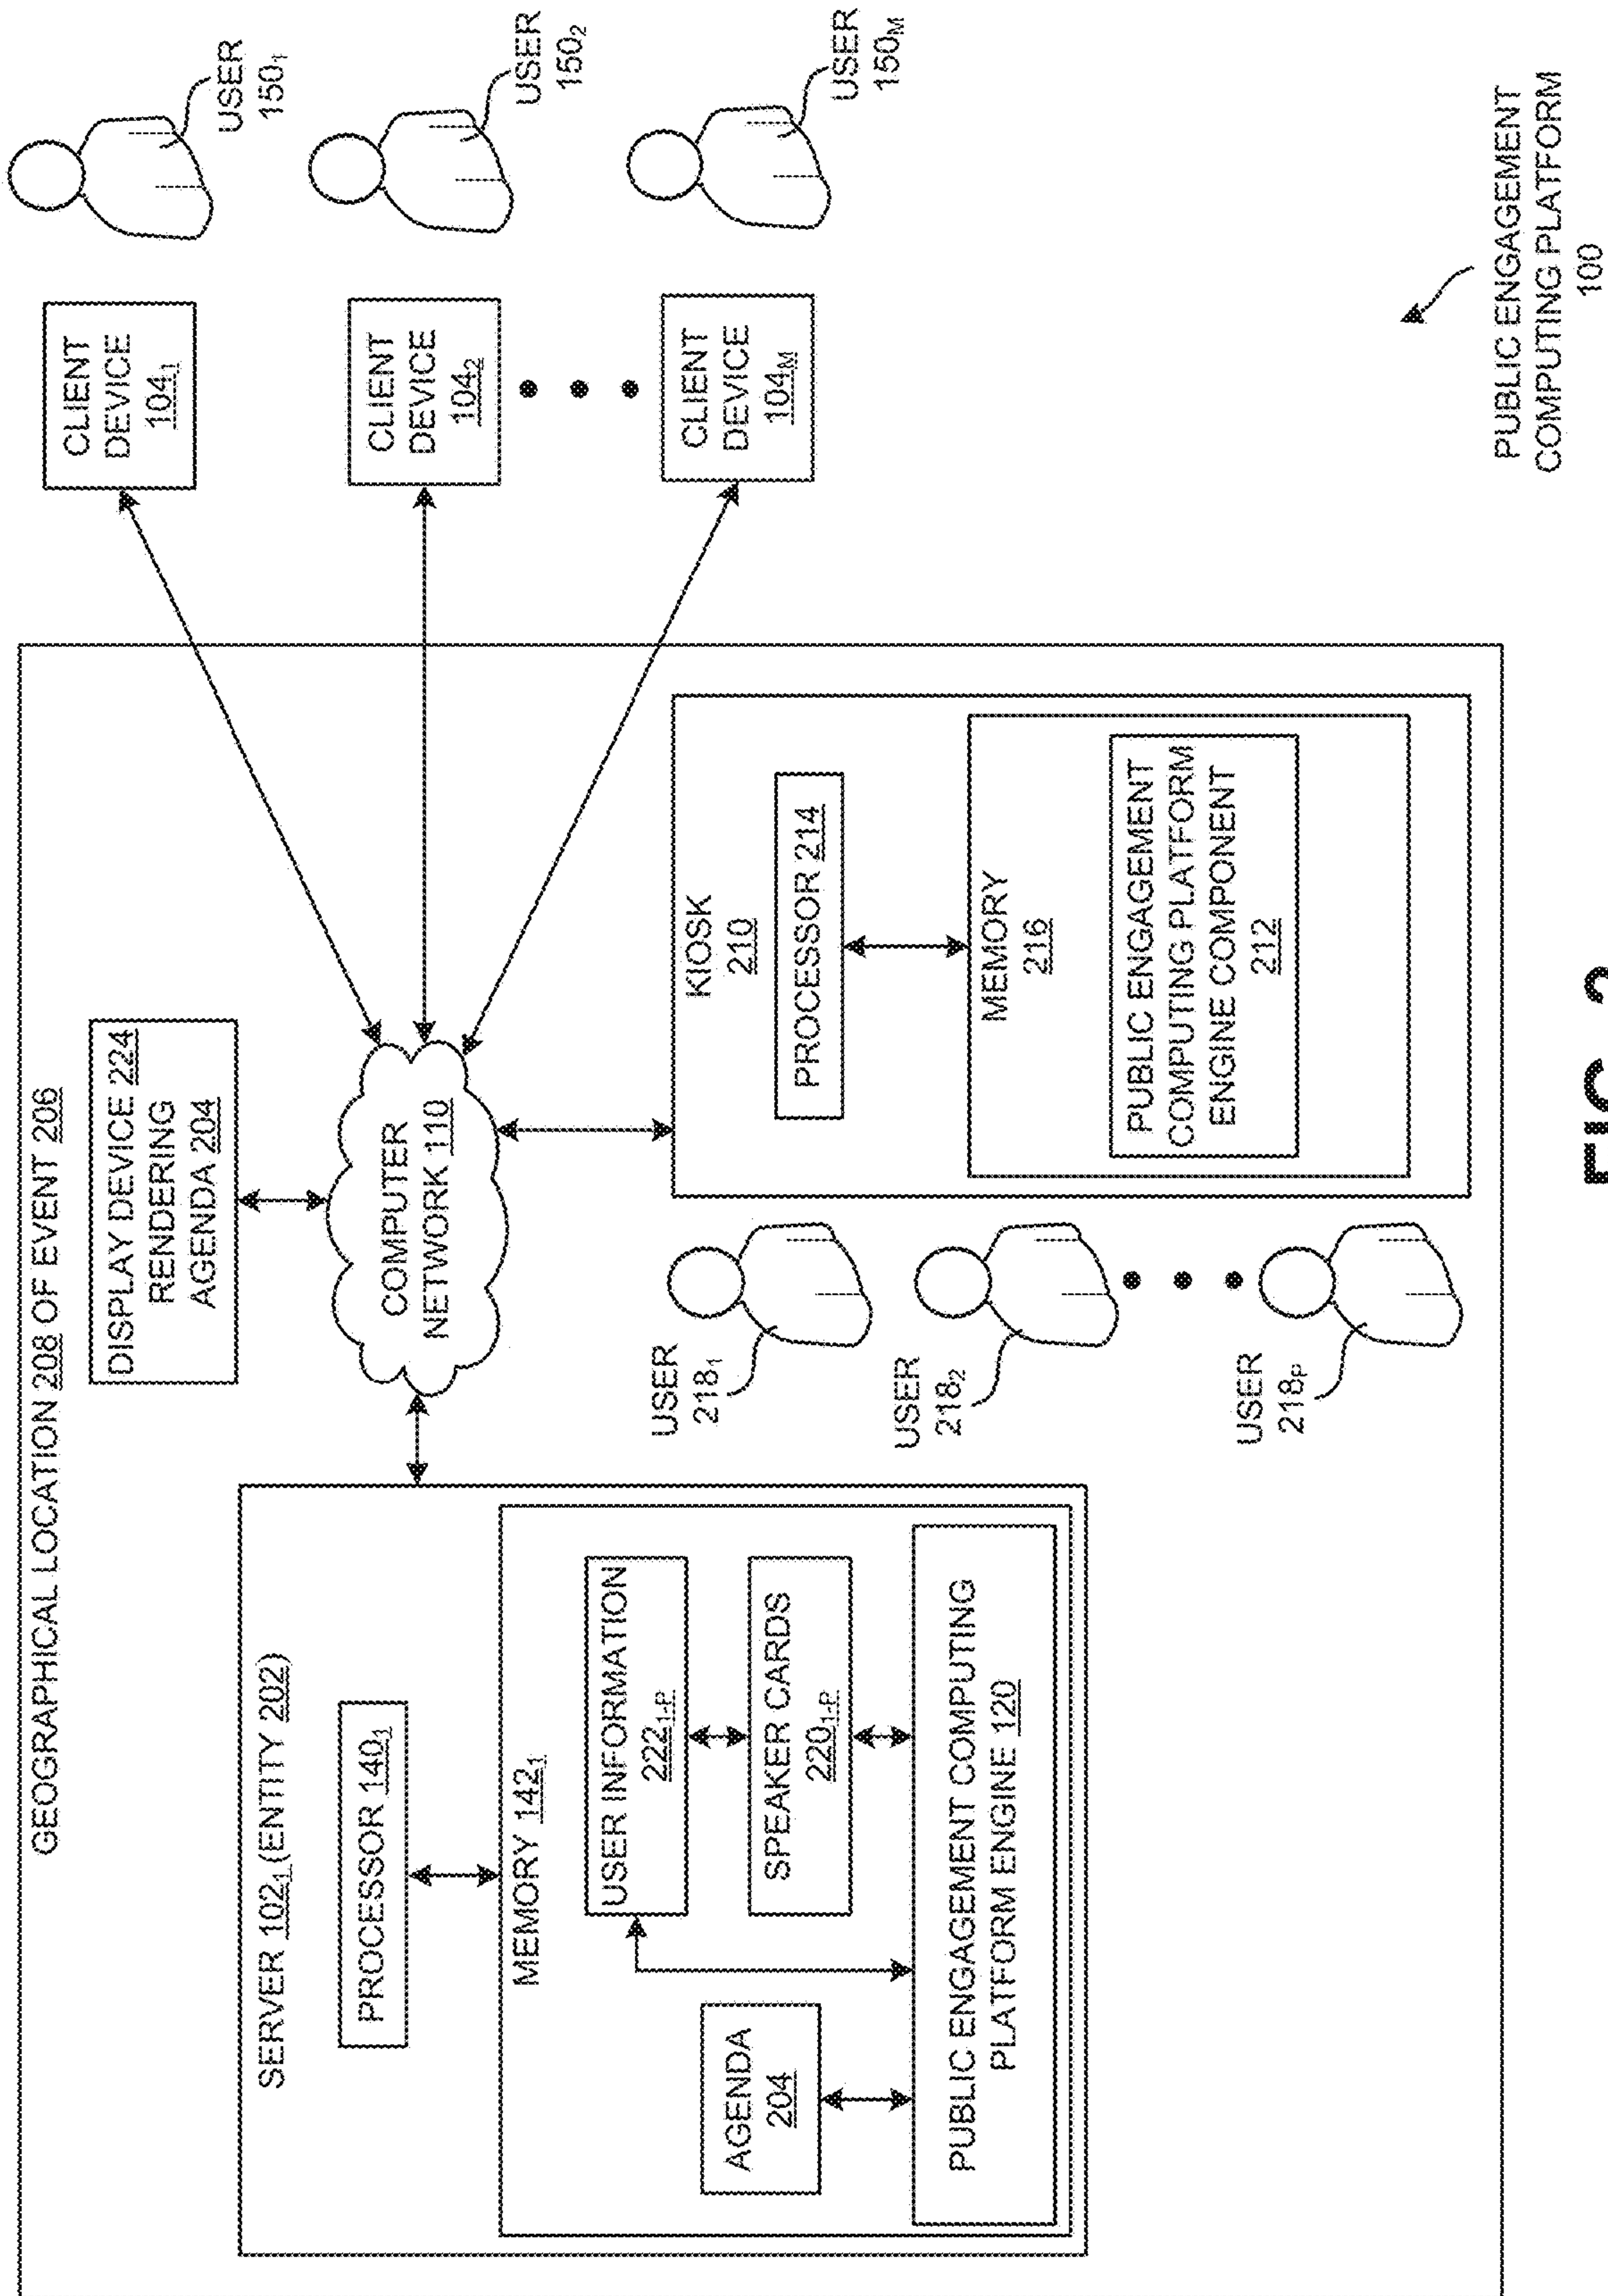 GEOGRAPHICAL LOCATION 208 OF EVENT 206
SERVER 102₁ (ENTITY 202)
PROCESSOR 140₁
MEMORY 142₁
USER INFORMATION
222₁₋P
SPEAKER CARDS
220₁₋P
AGENDA
204
PUBLIC ENGAGEMENT COMPUTING
PLATFORM ENGINE 120
DISPLAY DEVICE 224
RENDERING
AGENDA 204
COMPUTER
NETWORK 110
USER
218₁
USER
218₂
USER
218P
KIOSK
210
PROCESSOR 214
MEMORY
216
PUBLIC ENGAGEMENT
COMPUTING PLATFORM
ENGINE COMPONENT
212
CLIENT
DEVICE
104₁
CLIENT
DEVICE
104₂
CLIENT
DEVICE
104M
USER
150₁
USER
150₂
USER
150M
PUBLIC ENGAGEMENT
COMPUTING PLATFORM
100